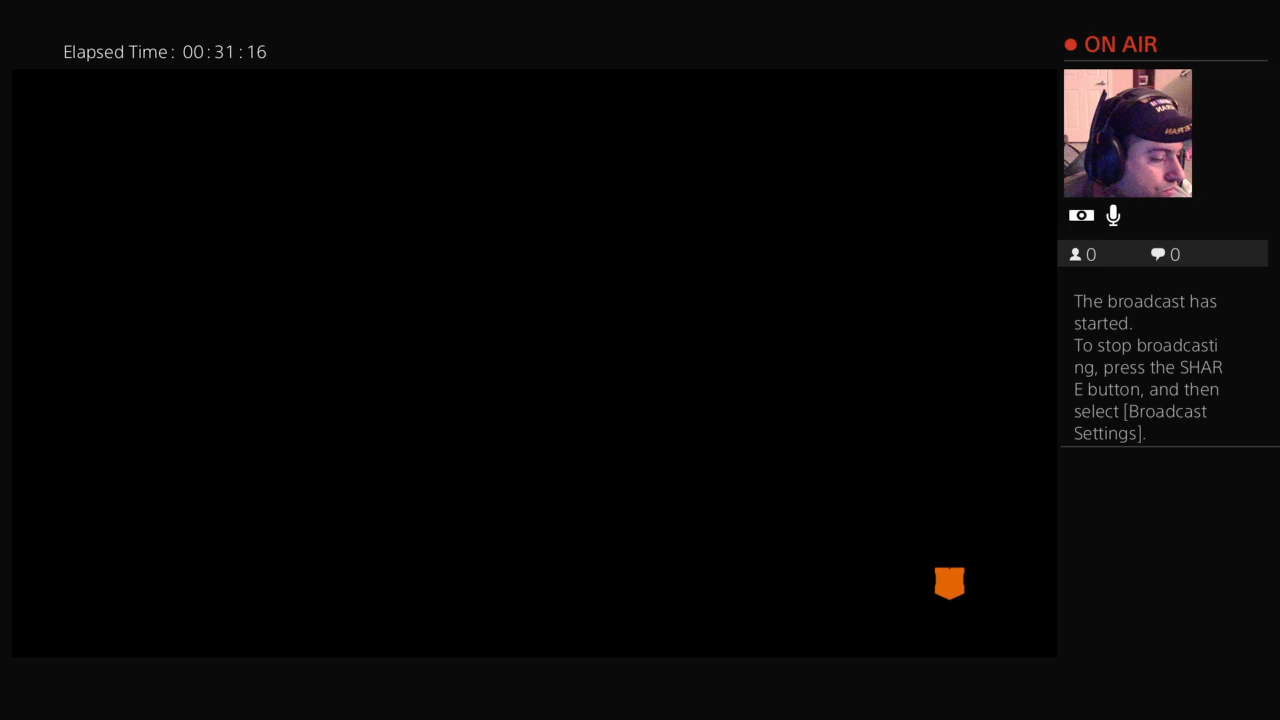 Elapsed Time: 00:31:16
ON AIR
0 0
The broadcast has
started.
To stop broadcasti
ng, press the SHAR
E button, and then
select [Broadcast
Settings].